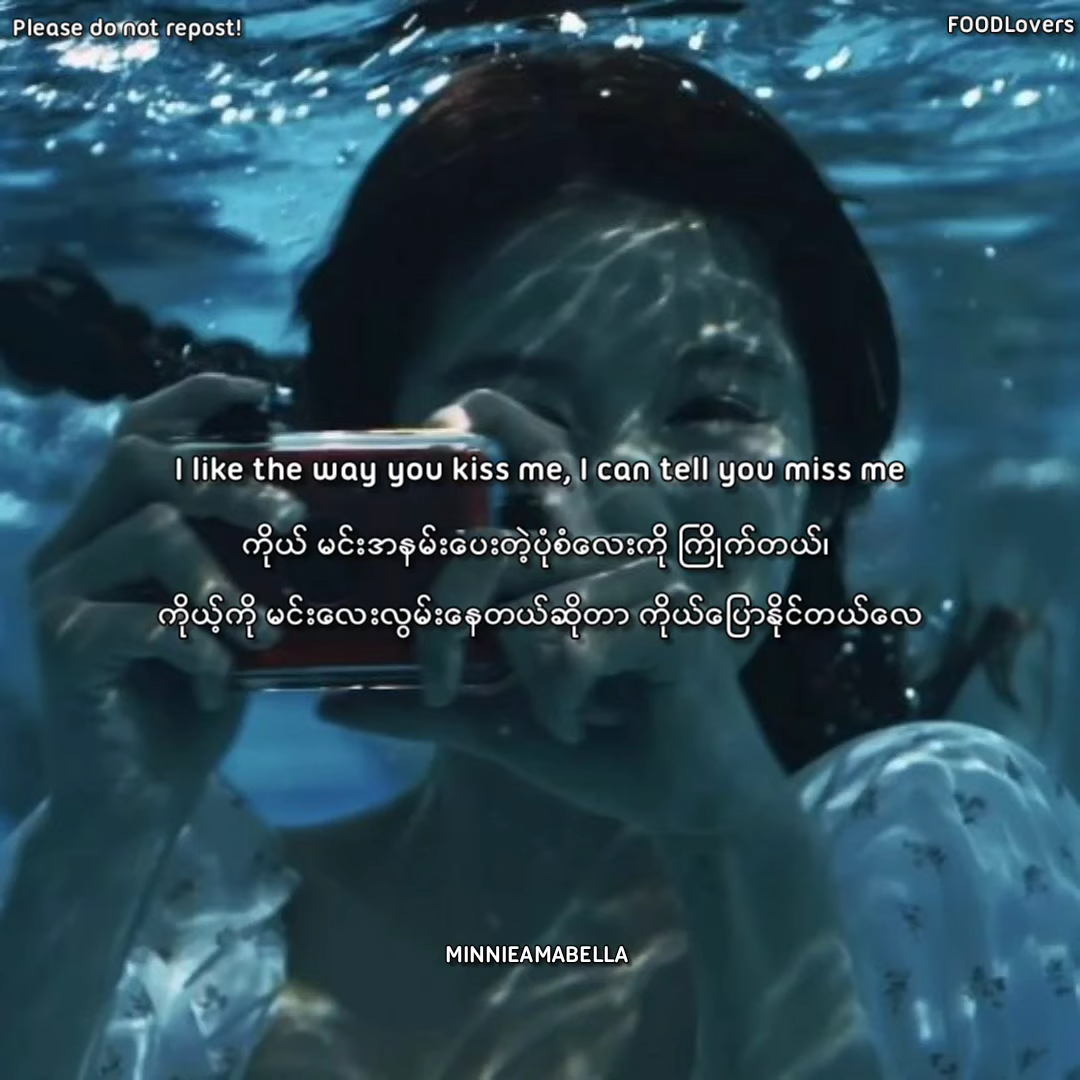 Please do not repost!
FOODLovers
I like the way you kiss me, I can tell you miss me
ကိုယ် မင်းအနမ်းပေးတဲ့ပုံစံလေးကို ကြိုက်တယ်၊
ကိုယ့်ကို မင်းလေးလွမ်းနေတယ်ဆိုတာ ကိုယ်ပြောနိုင်တယ်လေ
MINNIEAMABELLA